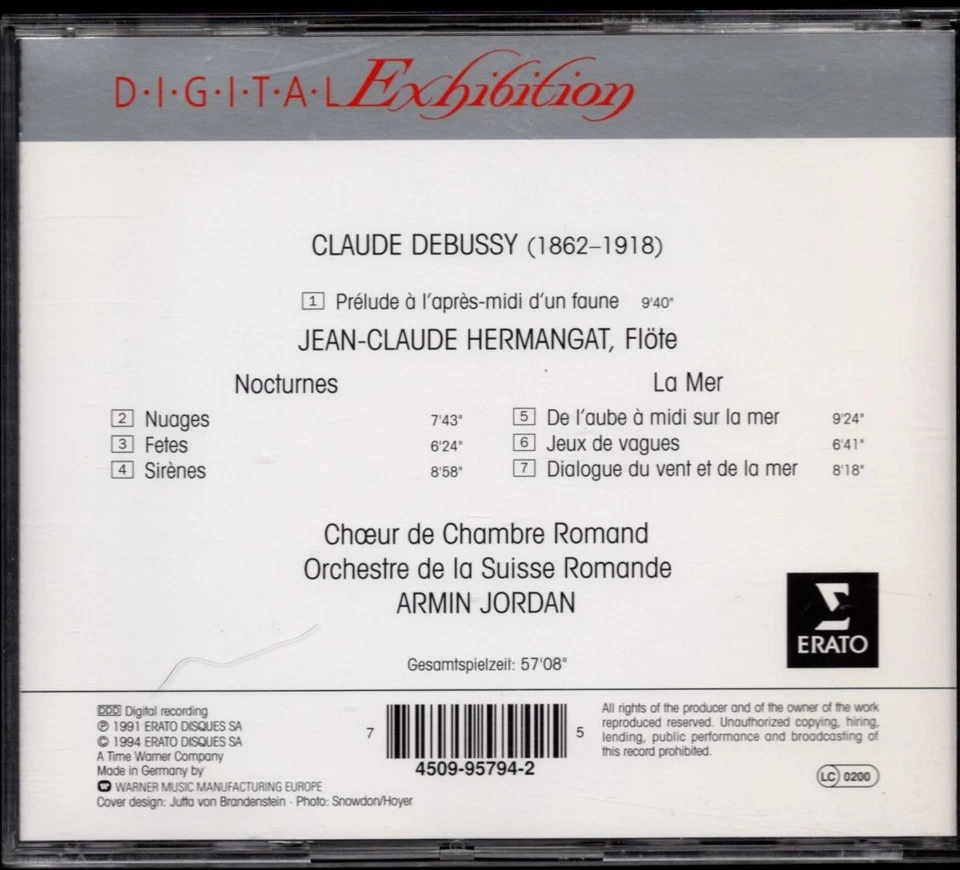 D·I·G·I·T·A·L Exhibition
CLAUDE DEBUSSY (1862–1918)
1 Prélude à l'après-midi d'un faune 9'40"
JEAN-CLAUDE HERMANGAT, Flöte
Nocturnes
2 Nuages 7'43"
3 Fetes 6'24"
4 Sirènes 8'58"
La Mer
5 De l'aube à midi sur la mer 9'24"
6 Jeux de vagues 6'41"
7 Dialogue du vent et de la mer 8'18"
Chœur de Chambre Romand
Orchestre de la Suisse Romande
ARMIN JORDAN
ERATO
Gesamtspielzeit: 57'08"
DDD Digital recording
℗ 1991 ERATO DISQUES SA
© 1994 ERATO DISQUES SA
A Time Warner Company
Made in Germany by
WARNER MUSIC MANUFACTURING EUROPE
Cover design: Jutta von Brandenstein · Photo: Snowdon/Hoyer
7 5
4509-95794-2
All rights of the producer and of the owner of the work
reproduced reserved. Unauthorized copying, hiring,
lending, public performance and broadcasting of
this record prohibited.
LC 0200